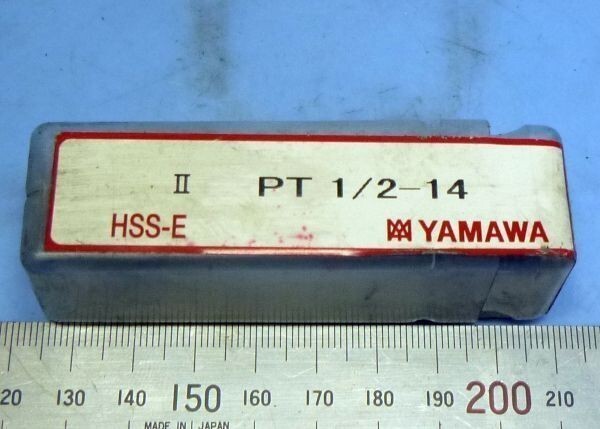 II PT 1/2-14
HSS-E YAMAWA
20 130 140 150 160 170 180 190 200 210
MADE IN JAPAN